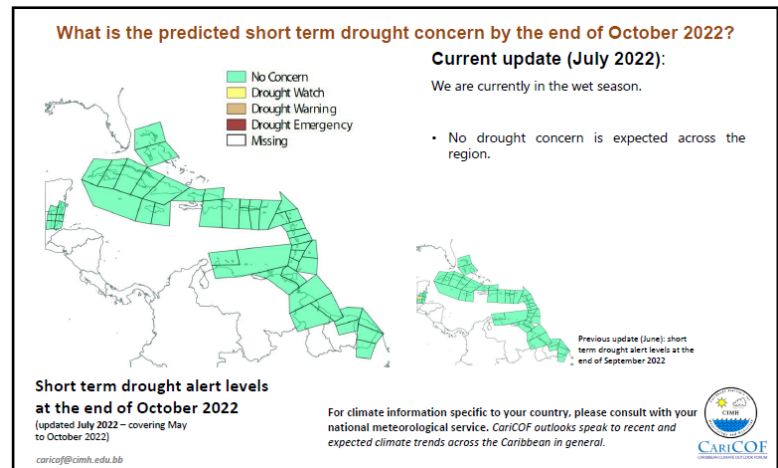 What is the predicted short term drought concern by the end of October 2022?
No Concern
Drought Watch
Drought Warning
Drought Emergency
Missing
Current update (July 2022):
We are currently in the wet season.
• No drought concern is expected across the
region.
Previous update (June): short
term drought alert levels at the
end of September 2022
Short term drought alert levels
at the end of October 2022
(updated July 2022 – covering May
to October 2022)
caricof@cimh.edu.bb
For climate information specific to your country, please consult with your
national meteorological service. CariCOF outlooks speak to recent and
expected climate trends across the Caribbean in general.
CIMH
CARICOF
CARIBBEAN CLIMATE OUTLOOK FORUM